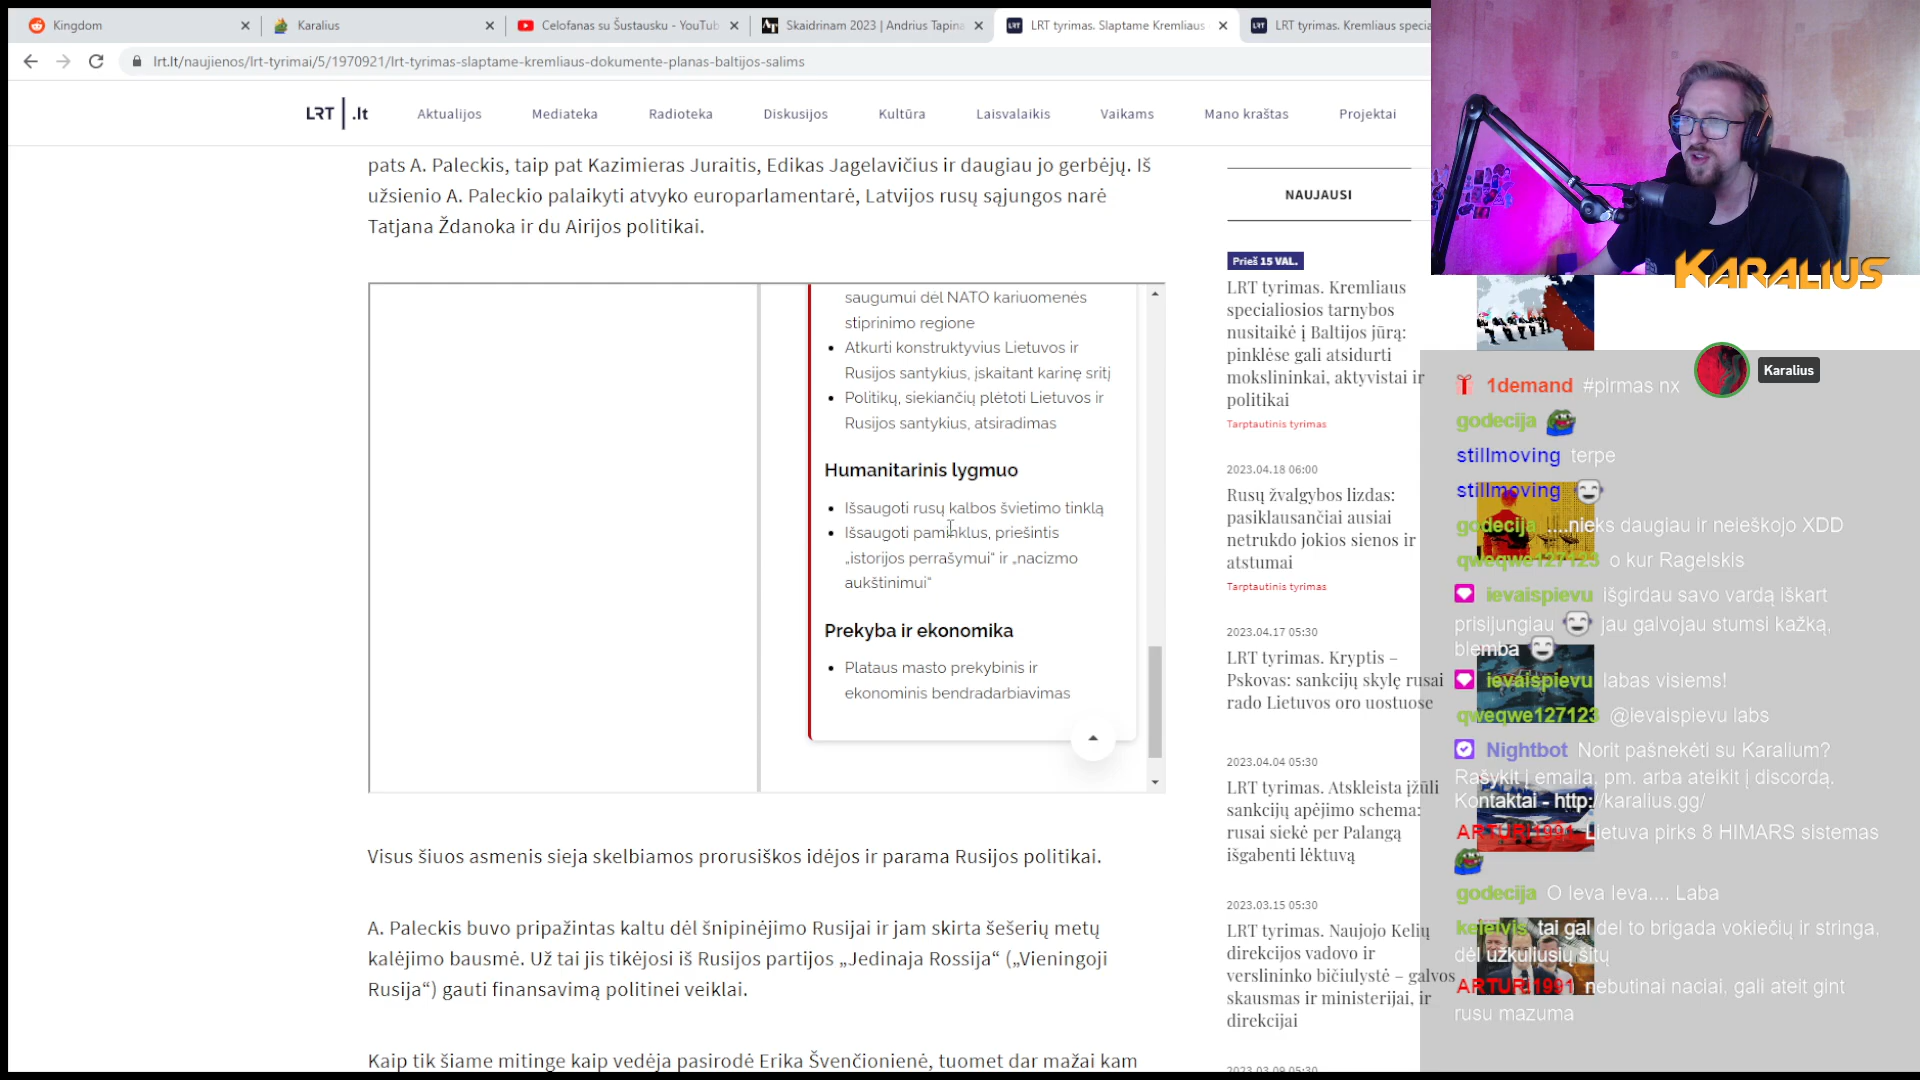 Kingdom
Karalius
Celofanas su Šustausku - YouTub
Skaidrinam 2023 | Andrius Tapina
LRT tyrimas. Slaptame Kremliaus
LRT tyrimas. Kremliaus specia
lrt.lt/naujienos/lrt-tyrimai/5/1970921/lrt-tyrimas-slaptame-kremliaus-dokumente-planas-baltijos-salims
LRT .lt
Aktualijos
Mediateka
Radioteka
Diskusijos
Kultūra
Laisvalaikis
Vaikams
Mano kraštas
Projektai
pats A. Paleckis, taip pat Kazimieras Juraitis, Edikas Jagelavičius ir daugiau jo gerbėjų. Iš
užsienio A. Paleckio palaikyti atvyko europarlamentarė, Latvijos rusų sąjungos narė
Tatjana Ždanoka ir du Airijos politikai.
saugumui dėl NATO kariuomenės
stiprinimo regione
Atkurti konstruktyvius Lietuvos ir
Rusijos santykius, įskaitant karinę sritį
Politikų, siekiančių plėtoti Lietuvos ir
Rusijos santykius, atsiradimas
Humanitarinis lygmuo
Išsaugoti rusų kalbos švietimo tinklą
Išsaugoti paminklus, priešintis
„istorijos perrašymui“ ir „nacizmo
aukštinimui“
Prekyba ir ekonomika
Plataus masto prekybinis ir
ekonominis bendradarbiavimas
Visus šiuos asmenis sieja skelbiamos prorusiškos idėjos ir parama Rusijos politikai.
A. Paleckis buvo pripažintas kaltu dėl šnipinėjimo Rusijai ir jam skirta šešerių metų
kalėjimo bausmė. Už tai jis tikėjosi iš Rusijos partijos „Jedinaja Rossija“ („Vieningoji
Rusija“) gauti finansavimą politinei veiklai.
Kaip tik šiame mitinge kaip vedėja pasirodė Erika Švenčionienė, tuomet dar mažai kam
NAUJAUSI
Prieš 15 VAL.
LRT tyrimas. Kremliaus
specialiosios tarnybos
nusitaikė į Baltijos jūrą:
pinklėse gali atsidurti
mokslininkai, aktyvistai ir
politikai
Tarptautinis tyrimas
2023.04.18 06:00
Rusų žvalgybos lizdas:
pasiklausančiai ausiai
netrukdo jokios sienos ir
atstumai
Tarptautinis tyrimas
2023.04.17 05:30
LRT tyrimas. Kryptis –
Pskovas: sankcijų skylę rusai
rado Lietuvos oro uostuose
2023.04.04 05:30
LRT tyrimas. Atskleista įžūli
sankcijų apėjimo schema:
rusai siekė per Palangą
išgabenti lėktuvą
2023.03.15 05:30
LRT tyrimas. Naujojo Kelių
direkcijos vadovo ir
verslininko bičiulystė – galvos
skausmas ir ministerijai, ir
direkcijai
2023.03.09 05:30
KARALIUS
Karalius
1demand #pirmas nx
godecija
stillmoving terpe
stillmoving
godecija ....nieks daugiau ir neieškojo XDD
qweqwe127123 o kur Ragelskis
ievaispievu išgirdau savo vardą iškart
prisijungiau jau galvojau stumsi kažką,
blemba
ievaispievu labas visiems!
qweqwe127123 @ievaispievu labs
Nightbot Norit pašnekėti su Karalium?
Rašykit į emailą, pm. arba ateikit į discordą.
Kontaktai - http://karalius.gg/
ARTURI1991 Lietuva pirks 8 HIMARS sistemas
godecija O Ieva Ieva.... Laba
keleivis tai gal del to brigada vokiečių ir stringa,
dėl užkuliusių šitų
ARTURI1991 nebutinai naciai, gali ateit gint
rusu mazuma